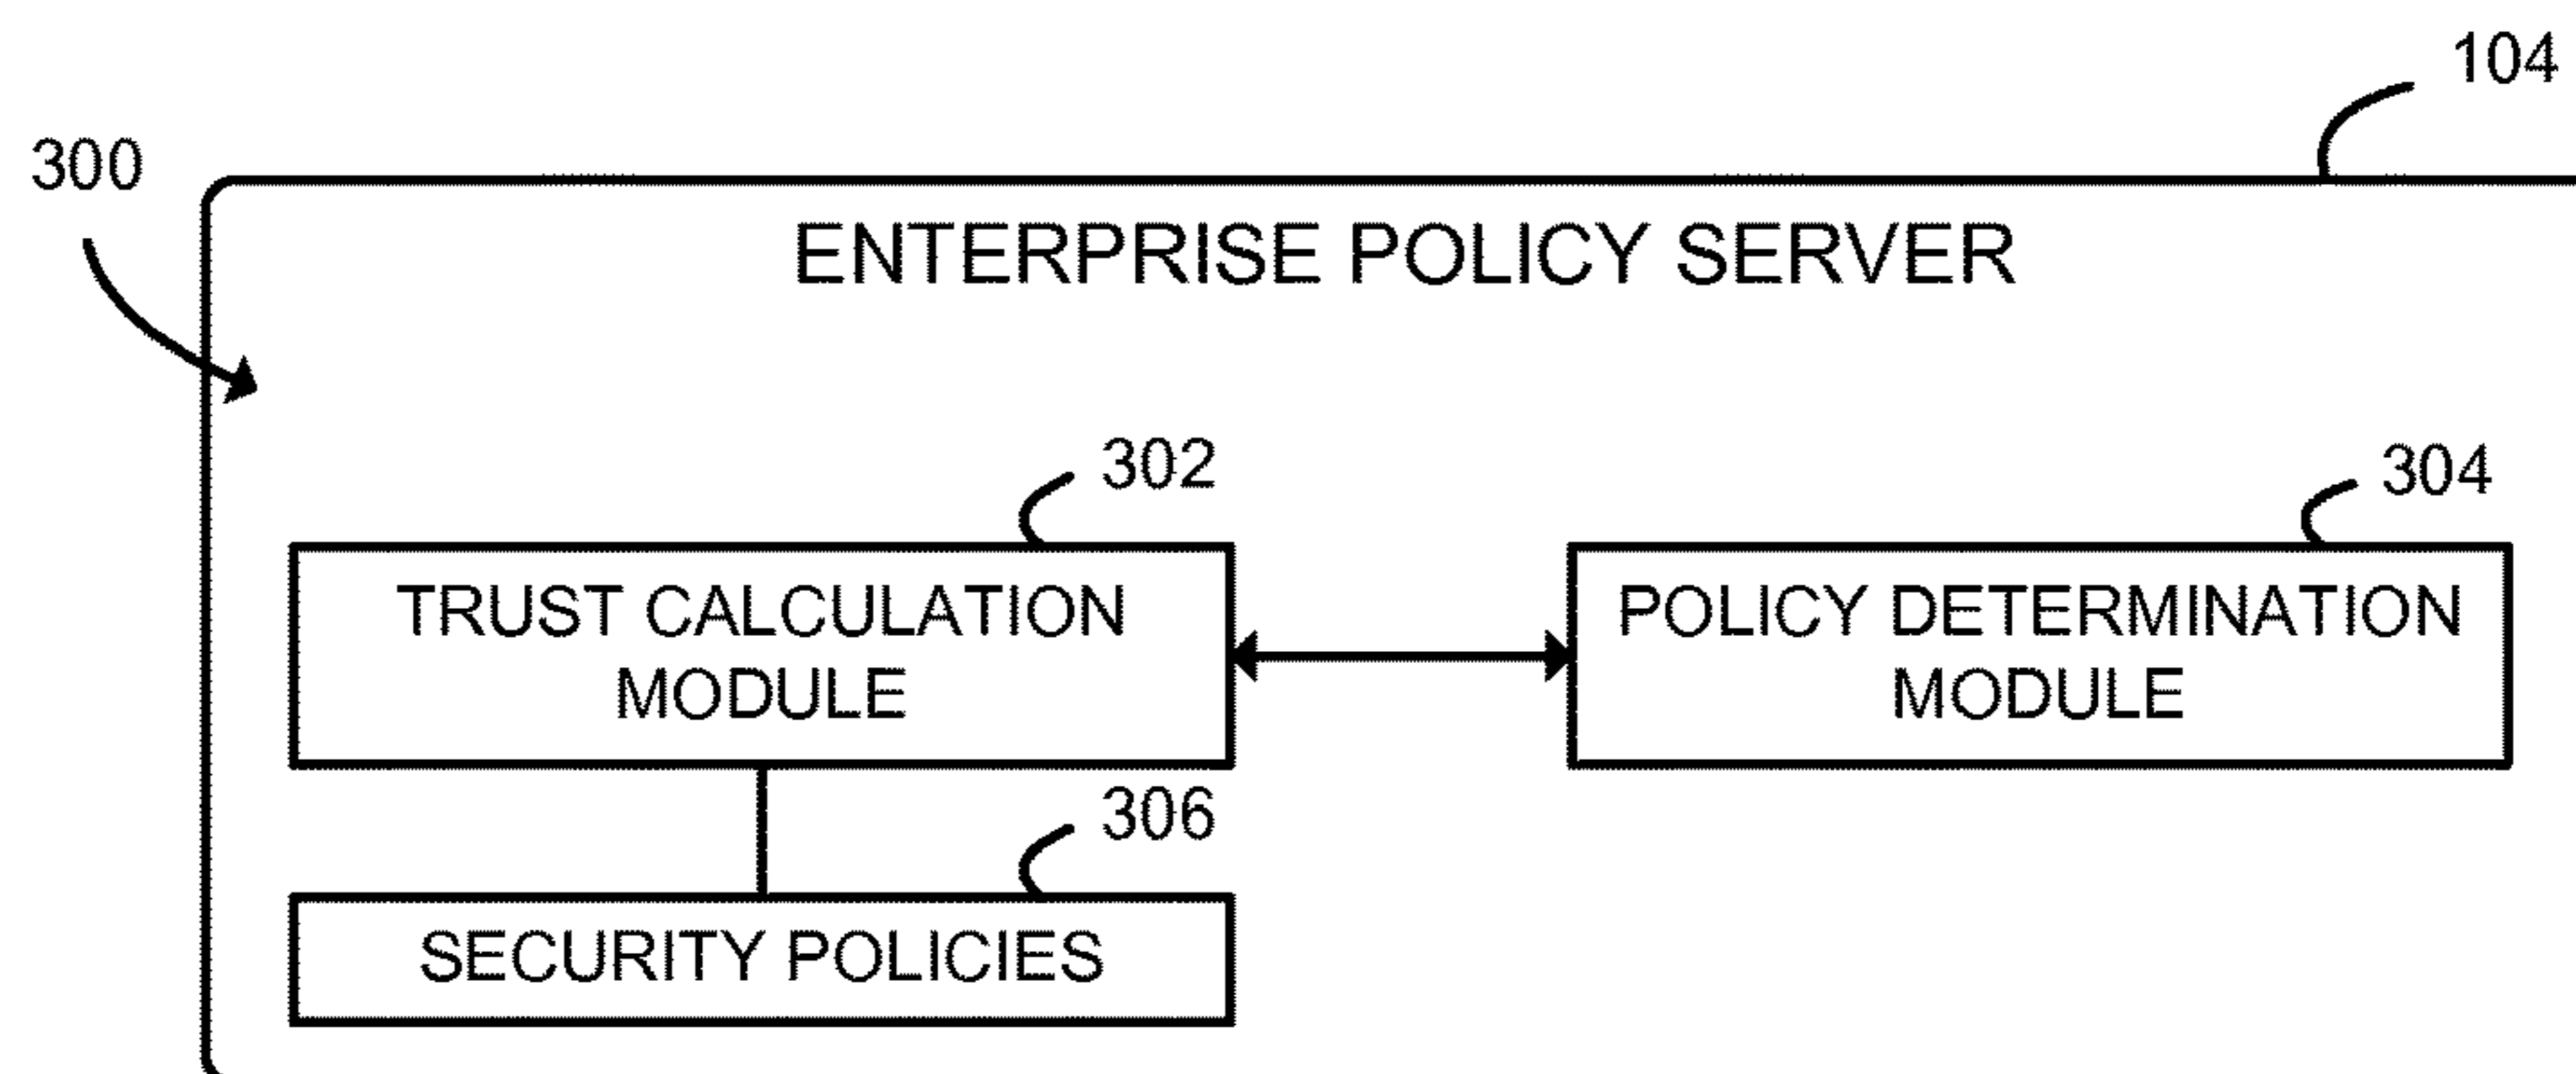 104
300
ENTERPRISE POLICY SERVER
302
304
TRUST CALCULATION
MODULE
POLICY DETERMINATION
MODULE
306
SECURITY POLICIES